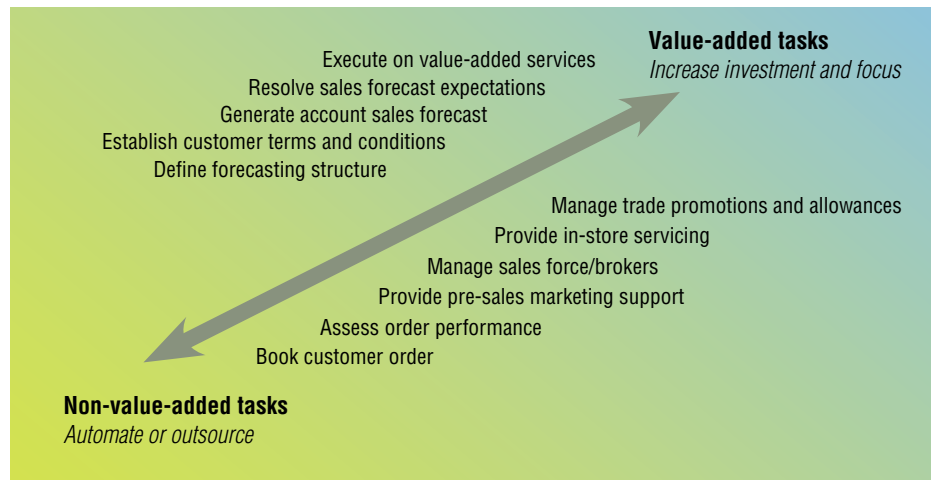 Value-added tasks
Increase investment and focus
Execute on value-added services
Resolve sales forecast expectations
Generate account sales forecast
Establish customer terms and conditions
Define forecasting structure
Manage trade promotions and allowances
Provide in-store servicing
Manage sales force/brokers
Provide pre-sales marketing support
Assess order performance
Book customer order
Non-value-added tasks
Automate or outsource